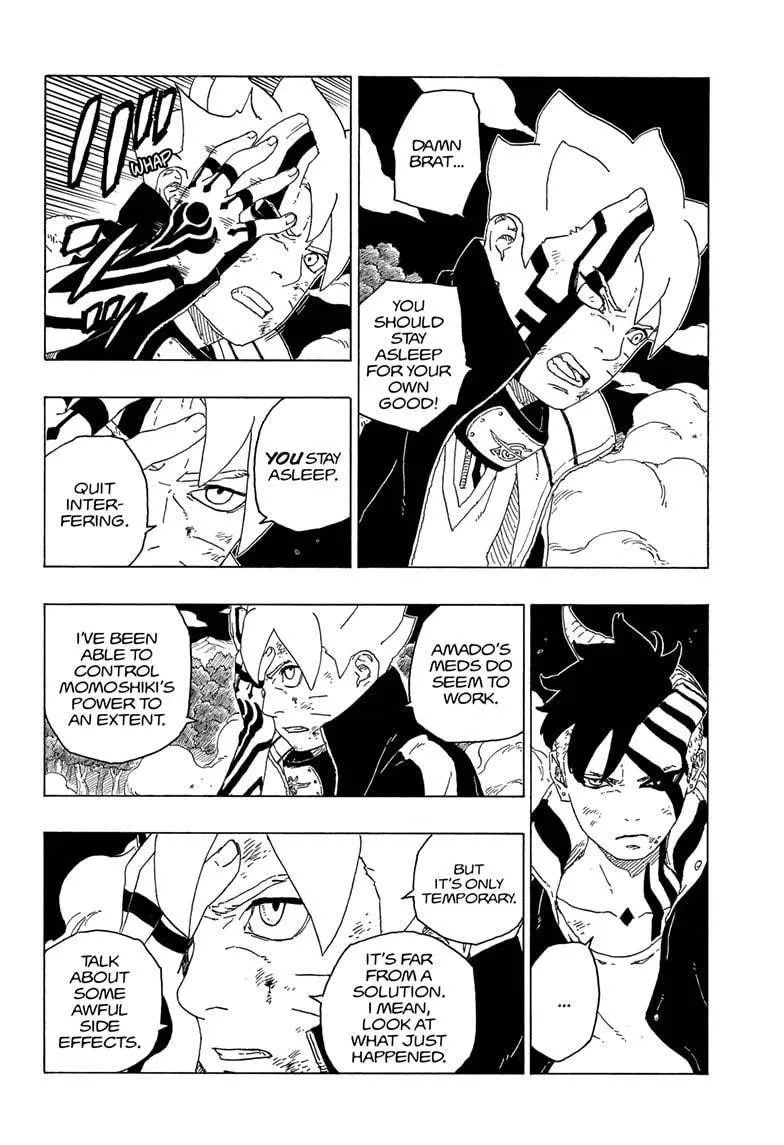 DAMN
BRAT...
YOU
SHOULD
STAY
ASLEEP
FOR YOUR
OWN
GOOD!
WHAP
YOU STAY
ASLEEP.
QUIT
INTER-
FERING.
AMADO'S
MEDS DO
SEEM TO
WORK.
I'VE BEEN
ABLE TO
CONTROL
MOMOSHIKI'S
POWER TO
AN EXTENT.
...
BUT
IT'S ONLY
TEMPORARY.
IT'S FAR
FROM A
SOLUTION.
I MEAN,
LOOK AT
WHAT JUST
HAPPENED.
TALK
ABOUT
SOME
AWFUL
SIDE
EFFECTS.